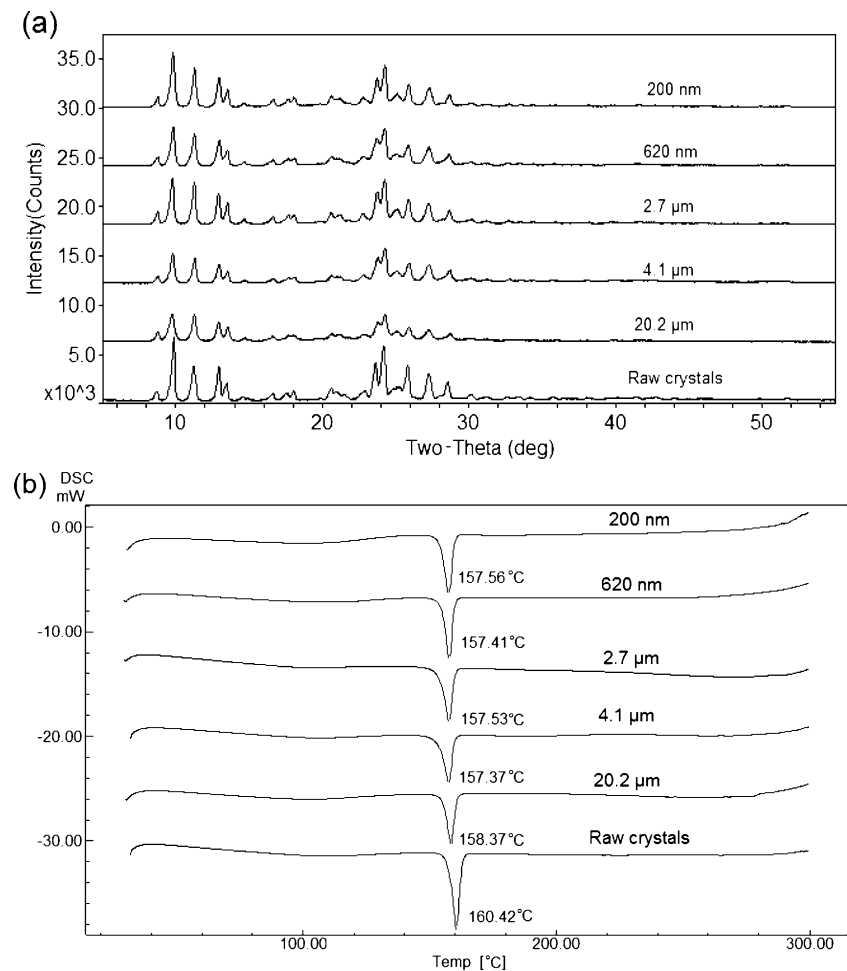 (a)
Intensity(Counts)
35.0
30.0
25.0
20.0
15.0
10.0
5.0
x10^3
200 nm
620 nm
2.7 µm
4.1 µm
20.2 µm
Raw crystals
10 20 30 40 50
Two-Theta (deg)
(b)
DSC
mW
0.00
-10.00
-20.00
-30.00
200 nm
157.56°C
620 nm
157.41°C
2.7 µm
157.53°C
4.1 µm
157.37°C
20.2 µm
158.37°C
Raw crystals
160.42°C
100.00 200.00 300.00
Temp [°C]